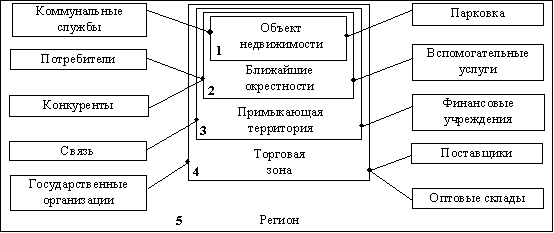 Коммунальные
службы
Потребители
Конкуренты
Связь
Государственные
организации
Объект
недвижимости
1
Ближайшие
окрестности
2
Примыкающая
территория
3
Торговая
зона
4
5 Регион
Парковка
Вспомогательные
услуги
Финансовые
учреждения
Поставщики
Оптовые склады